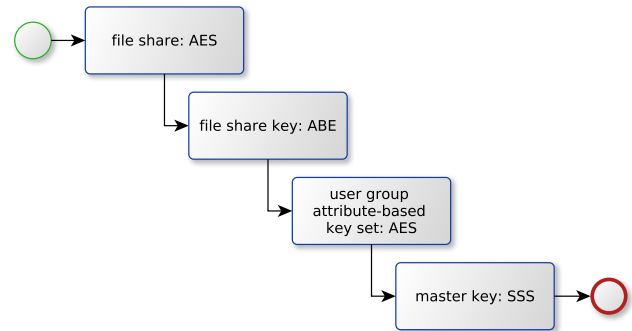 file share: AES
file share key: ABE
user group
attribute-based
key set: AES
master key: SSS